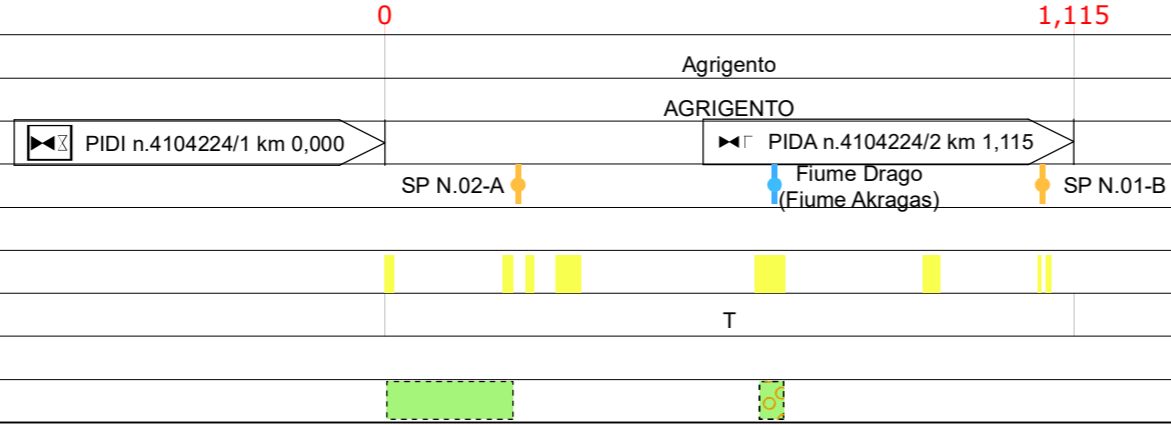 0
1,115
Agrigento
AGRIGENTO
PIDI n.4104224/1 km 0,000
PIDA n.4104224/2 km 1,115
SP N.02-A
Fiume Drago
(Fiume Akragas)
SP N.01-B
T